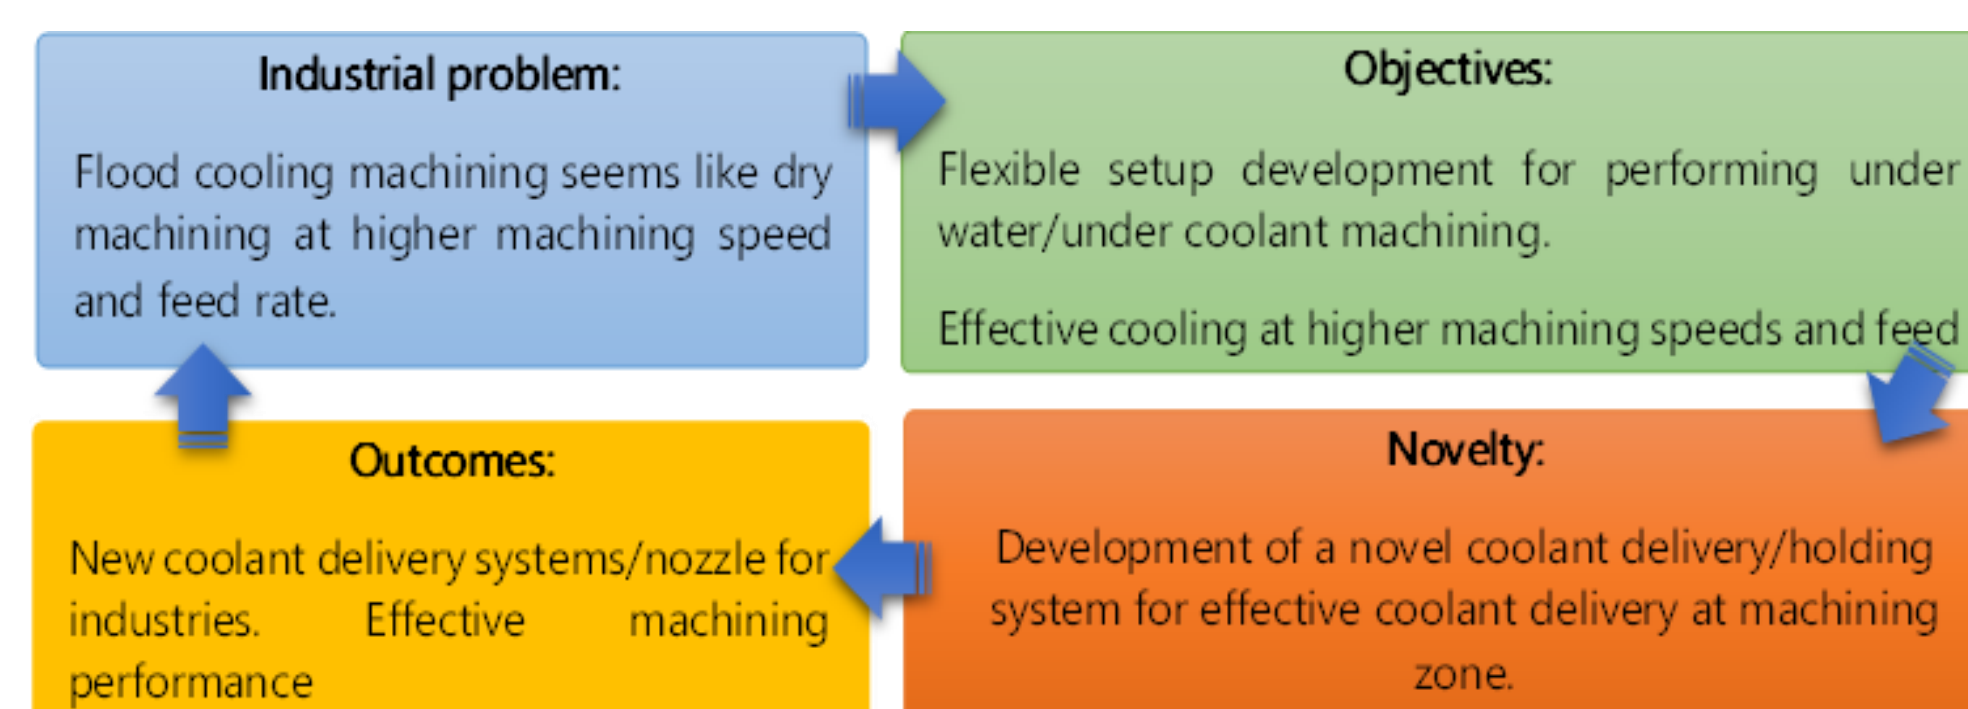 Industrial problem:
Flood cooling machining seems like dry
machining at higher machining speed
and feed rate.
Objectives:
Flexible setup development for performing under
water/under coolant machining.
Effective cooling at higher machining speeds and feed
Outcomes:
New coolant delivery systems/nozzle for
industries. Effective machining
performance
Novelty:
Development of a novel coolant delivery/holding
system for effective coolant delivery at machining
zone.